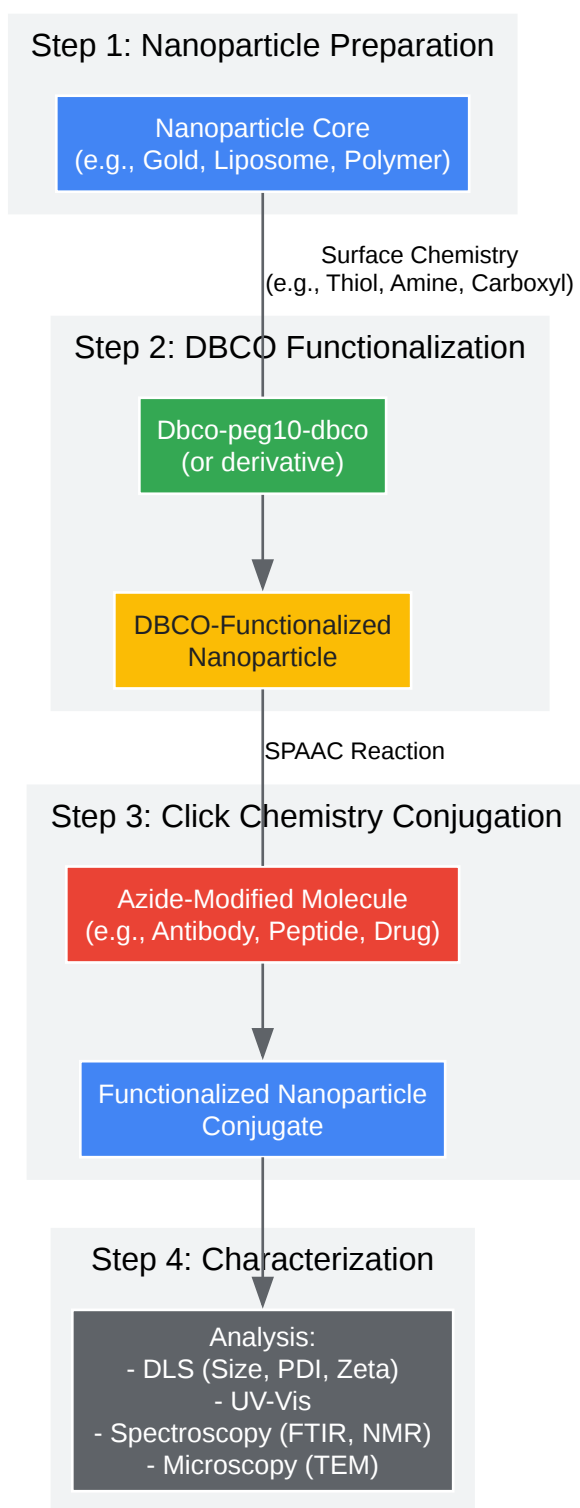 Step 1: Nanoparticle Preparation
Nanoparticle Core
(e.g., Gold, Liposome, Polymer)
Surface Chemistry
(e.g., Thiol, Amine, Carboxyl)
Step 2: DBCO Functionalization
Dbco-peg10-dbco
(or derivative)
DBCO-Functionalized
Nanoparticle
SPAAC Reaction
Step 3: Click Chemistry Conjugation
Azide-Modified Molecule
(e.g., Antibody, Peptide, Drug)
Functionalized Nanoparticle
Conjugate
Step 4: Characterization
Analysis:
- DLS (Size, PDI, Zeta)
- UV-Vis
- Spectroscopy (FTIR, NMR)
- Microscopy (TEM)